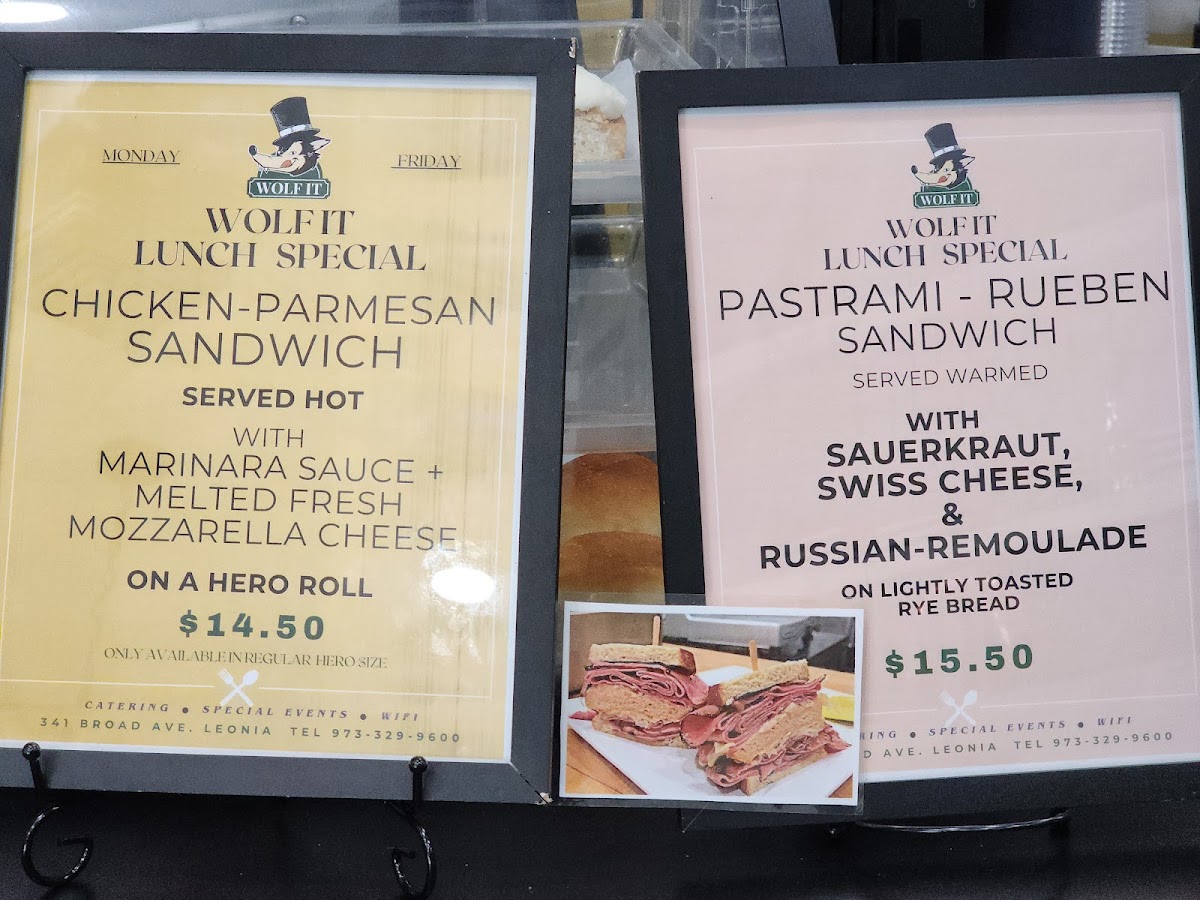 MONDAY
FRIDAY
WOLF IT
WOLF IT
LUNCH SPECIAL
CHICKEN-PARMESAN
SANDWICH
SERVED HOT
WITH
MARINARA SAUCE +
MELTED FRESH
MOZZARELLA CHEESE
ON A HERO ROLL
$14.50
ONLY AVAILABLE IN REGULAR HERO SIZE
CATERING ● SPECIAL EVENTS ● WIFI
341 BROAD AVE. LEONIA TEL 973-329-9600
WOLF IT
WOLF IT
LUNCH SPECIAL
PASTRAMI - RUEBEN
SANDWICH
SERVED WARMED
WITH
SAUERKRAUT,
SWISS CHEESE,
&
RUSSIAN-REMOULADE
ON LIGHTLY TOASTED
RYE BREAD
$15.50
RING ● SPECIAL EVENTS ● WIFI
D AVE. LEONIA TEL 973-329-9600